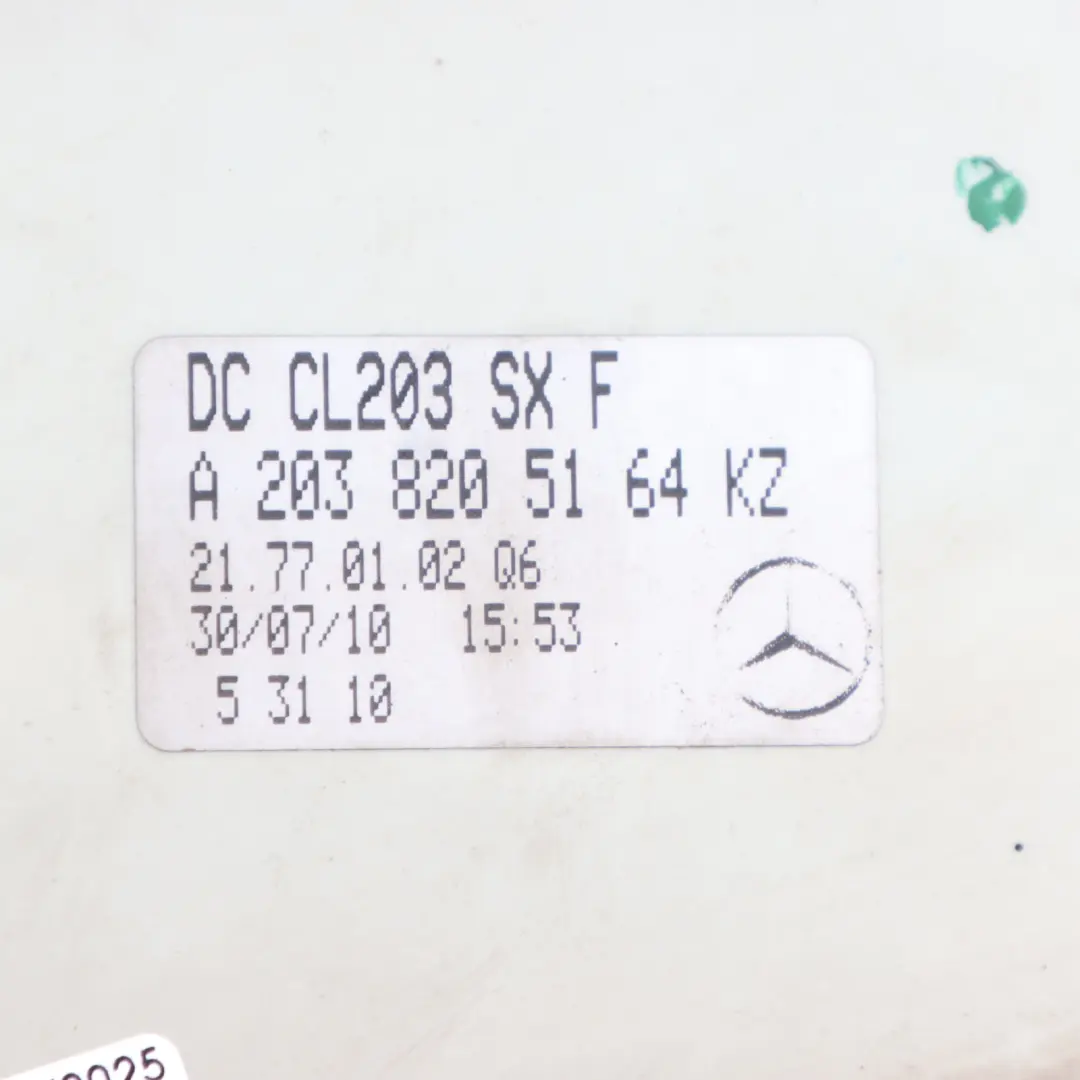 DC CL203 SX F
A 203 820 51 64 KZ
21.77.01.02 Q6
30/07/10 15:53
5 31 10